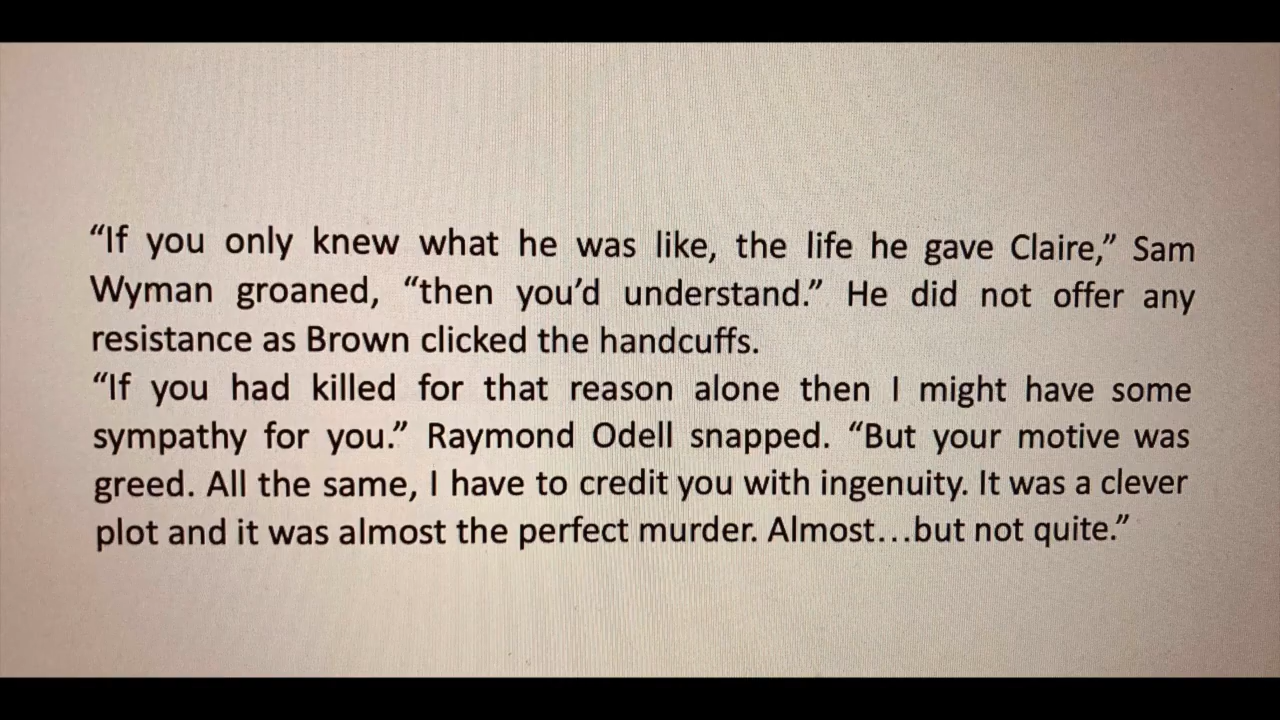 “If you only knew what he was like, the life he gave Claire,” Sam
Wyman groaned, “then you’d understand.” He did not offer any
resistance as Brown clicked the handcuffs.
“If you had killed for that reason alone then I might have some
sympathy for you.” Raymond Odell snapped. “But your motive was
greed. All the same, I have to credit you with ingenuity. It was a clever
plot and it was almost the perfect murder. Almost…but not quite.”